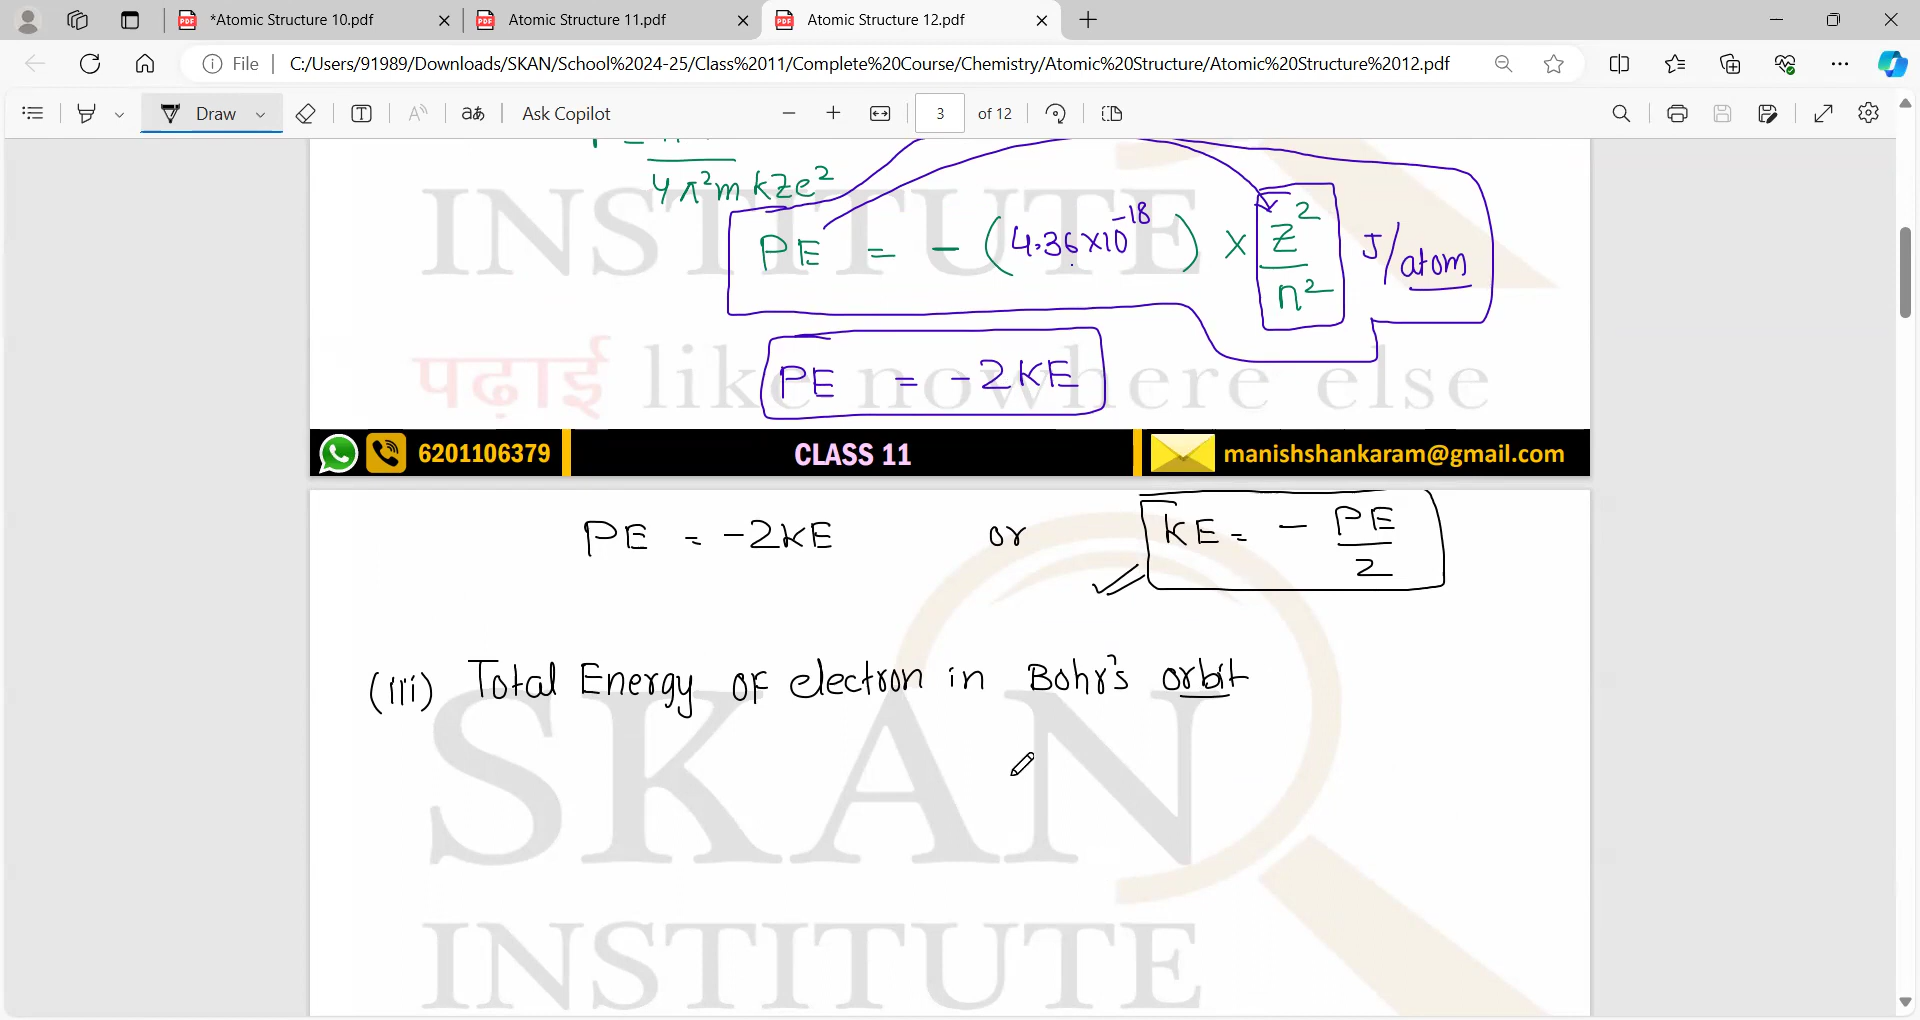 *Atomic Structure 10.pdf Atomic Structure 11.pdf Atomic Structure 12.pdf
File C:/Users/91989/Downloads/SKAN/School%2024-25/Class%2011/Complete%20Course/Chemistry/Atomic%20Structure/Atomic%20Structure%2012.pdf
Draw aあ Ask Copilot 3 of 12
4π²mkZe²
PE = - (4.36×10⁻¹⁸) × Z²/n² J/atom
INSTITUTE
PE = -2KE
पढ़ाई like nowhere else
6201106379 CLASS 11 manishshankaram@gmail.com
PE = -2KE or KE = - PE/2
(iii) Total Energy of electron in Bohr's orbit
SKAN
INSTITUTE